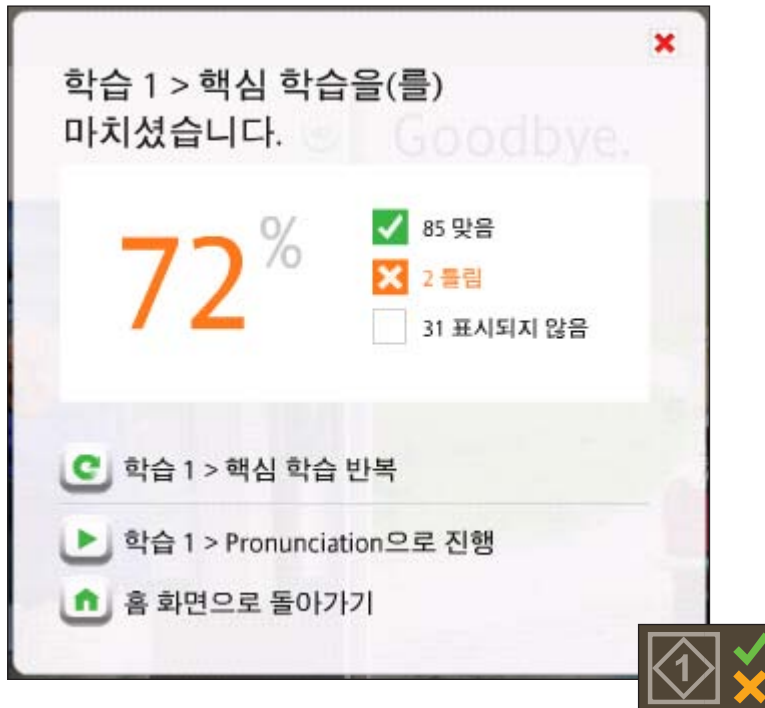 학습 1 > 핵심 학습을(를)
마치셨습니다.
Goodbye.
72%
85 맞음
2 틀림
31 표시되지 않음
학습 1 > 핵심 학습 반복
학습 1 > Pronunciation으로 진행
홈 화면으로 돌아가기
1